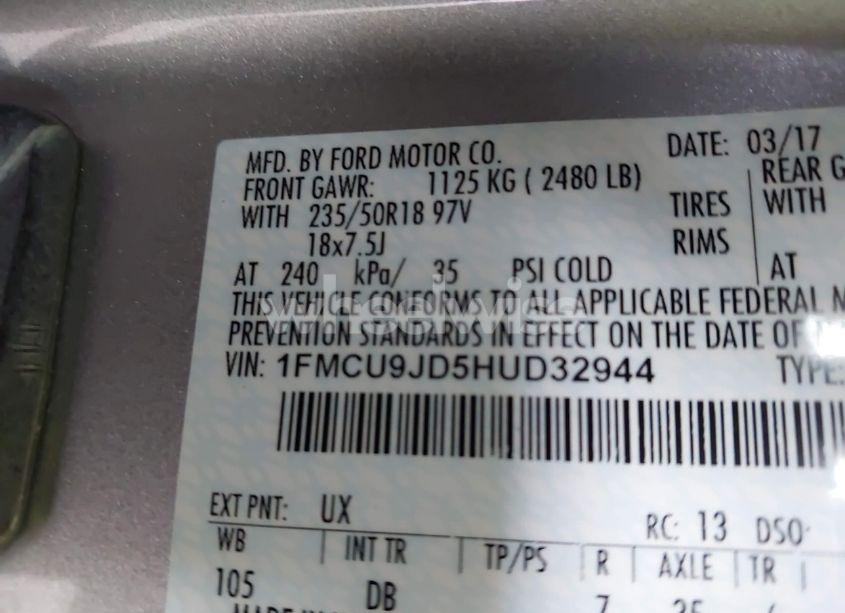 MFD. BY FORD MOTOR CO. DATE: 03/17
FRONT GAWR: 1125 KG ( 2480 LB) REAR G
WITH 235/50R18 97V TIRES WITH
18x7.5J RIMS
AT 240 kPa/ 35 PSI COLD AT
THIS VEHICLE CONFORMS TO ALL APPLICABLE FEDERAL M
PREVENTION STANDARDS IN EFFECT ON THE DATE OF
VIN: 1FMCU9JD5HUD32944 TYPE:
EXT PNT: UX RC: 13 DSO:
WB INT TR TP/PS R AXLE TR
105 DB 7